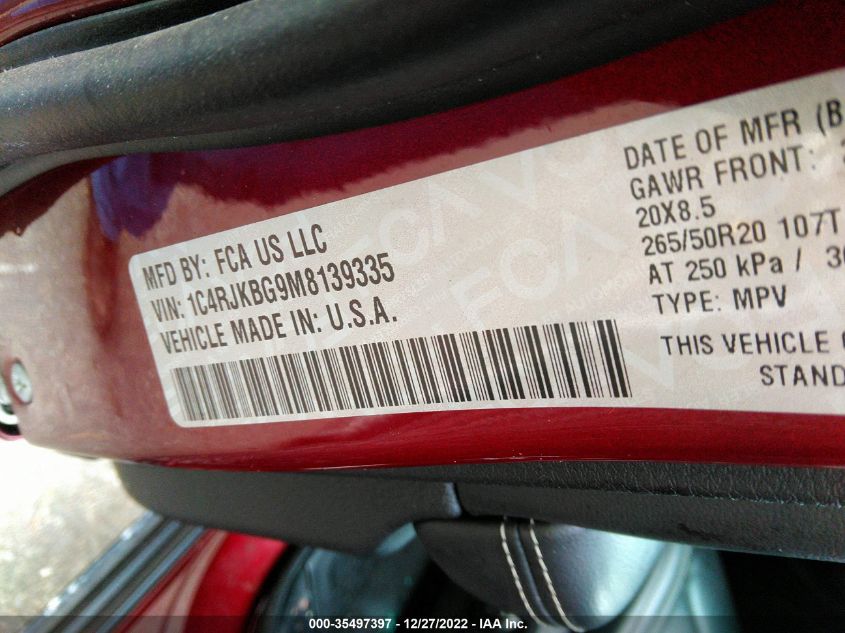 MFD BY: FCA US LLC
VIN: 1C4RJKBG9M8139335
VEHICLE MADE IN: U.S.A.
DATE OF MFR (B
GAWR FRONT:
20X8.5
265/50R20 107T
AT 250 kPa / 3
TYPE: MPV
THIS VEHICLE
STAND
000-35497397 - 12/27/2022 - IAA Inc.